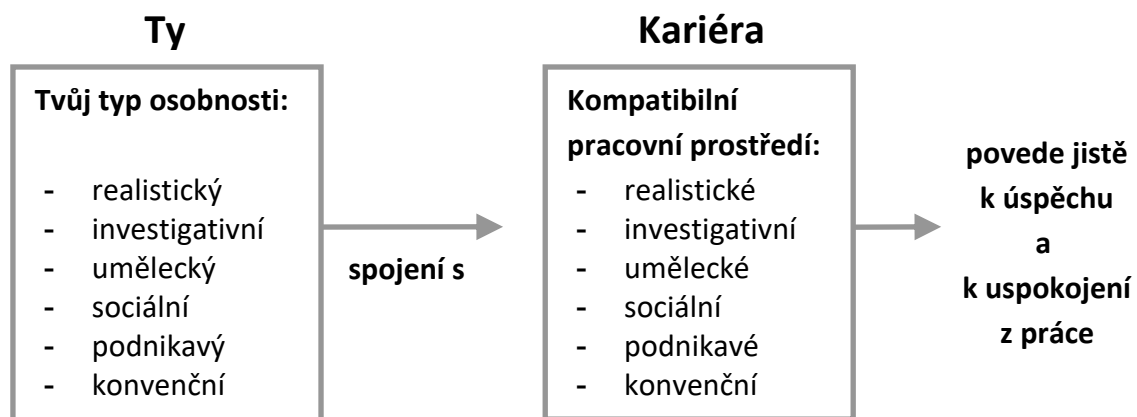 Ty
Tvůj typ osobnosti:
- realistický
- investigativní
- umělecký
- sociální
- podnikavý
- konvenční
spojení s
Kariéra
Kompatibilní
pracovní prostředí:
- realistické
- investigativní
- umělecké
- sociální
- podnikavé
- konvenční
povede jistě
k úspěchu
a
k uspokojení
z práce